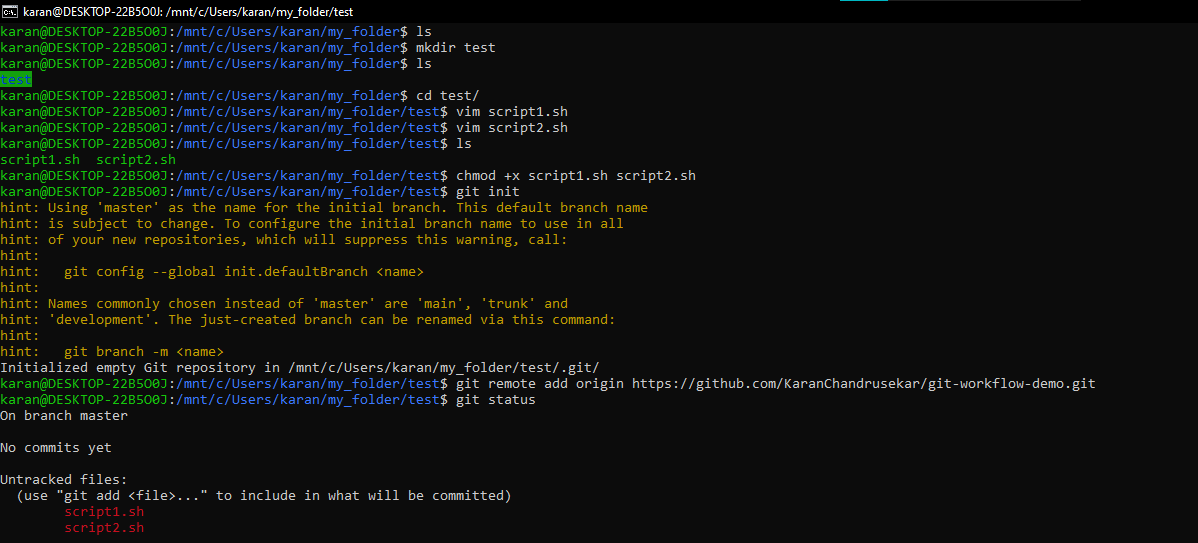 karan@DESKTOP-22B5O0J: /mnt/c/Users/karan/my_folder/test
karan@DESKTOP-22B5O0J:/mnt/c/Users/karan/my_folder$ ls
karan@DESKTOP-22B5O0J:/mnt/c/Users/karan/my_folder$ mkdir test
karan@DESKTOP-22B5O0J:/mnt/c/Users/karan/my_folder$ ls
test
karan@DESKTOP-22B5O0J:/mnt/c/Users/karan/my_folder$ cd test/
karan@DESKTOP-22B5O0J:/mnt/c/Users/karan/my_folder/test$ vim script1.sh
karan@DESKTOP-22B5O0J:/mnt/c/Users/karan/my_folder/test$ vim script2.sh
karan@DESKTOP-22B5O0J:/mnt/c/Users/karan/my_folder/test$ ls
script1.sh  script2.sh
karan@DESKTOP-22B5O0J:/mnt/c/Users/karan/my_folder/test$ chmod +x script1.sh script2.sh
karan@DESKTOP-22B5O0J:/mnt/c/Users/karan/my_folder/test$ git init
hint: Using 'master' as the name for the initial branch. This default branch name
hint: is subject to change. To configure the initial branch name to use in all
hint: of your new repositories, which will suppress this warning, call:
hint:
hint:   git config --global init.defaultBranch <name>
hint:
hint: Names commonly chosen instead of 'master' are 'main', 'trunk' and
hint: 'development'. The just-created branch can be renamed via this command:
hint:
hint:   git branch -m <name>
Initialized empty Git repository in /mnt/c/Users/karan/my_folder/test/.git/
karan@DESKTOP-22B5O0J:/mnt/c/Users/karan/my_folder/test$ git remote add origin https://github.com/KaranChandrusekar/git-workflow-demo.git
karan@DESKTOP-22B5O0J:/mnt/c/Users/karan/my_folder/test$ git status
On branch master

No commits yet

Untracked files:
  (use "git add <file>..." to include in what will be committed)
        script1.sh
        script2.sh